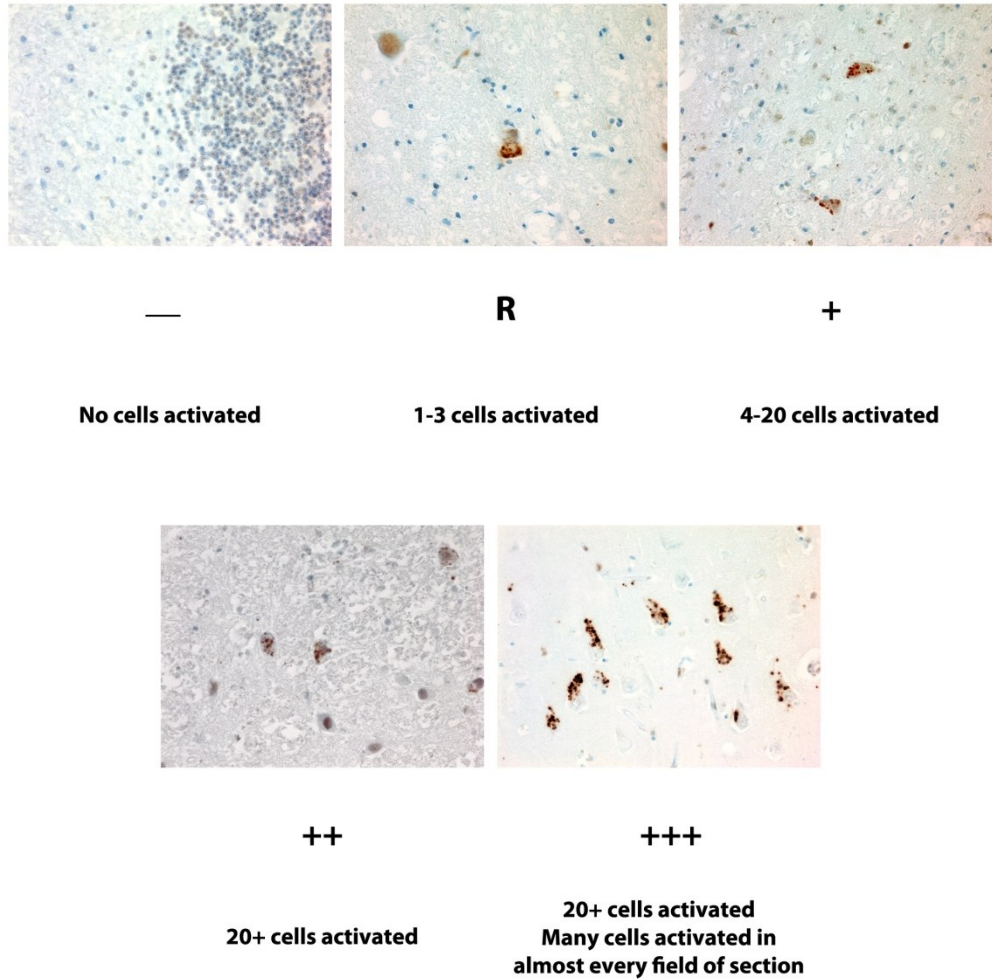 —
R
+
No cells activated
1-3 cells activated
4-20 cells activated
++
+++
20+ cells activated
20+ cells activated
Many cells activated in
almost every field of section